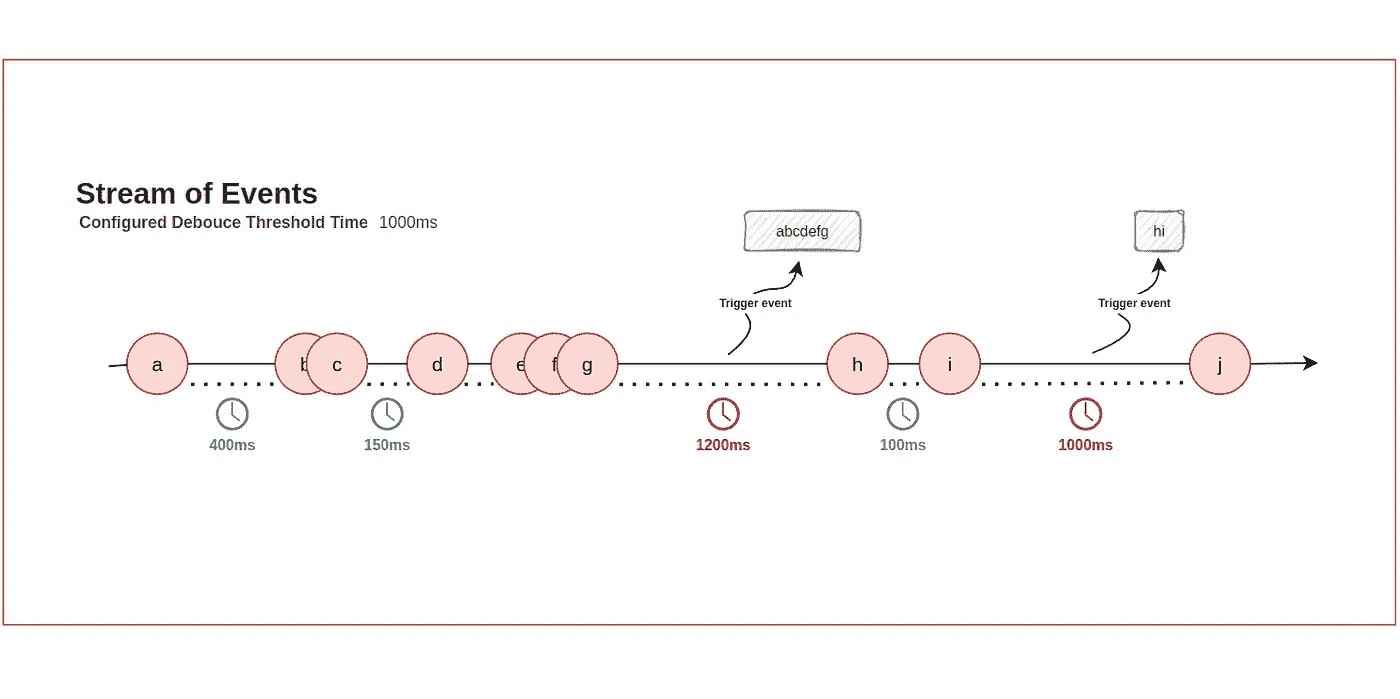 Stream of Events
Configured Debouce Threshold Time 1000ms
abcdefg
hi
Trigger event
Trigger event
a
b
c
d
e
f
g
h
i
j
400ms
150ms
1200ms
100ms
1000ms